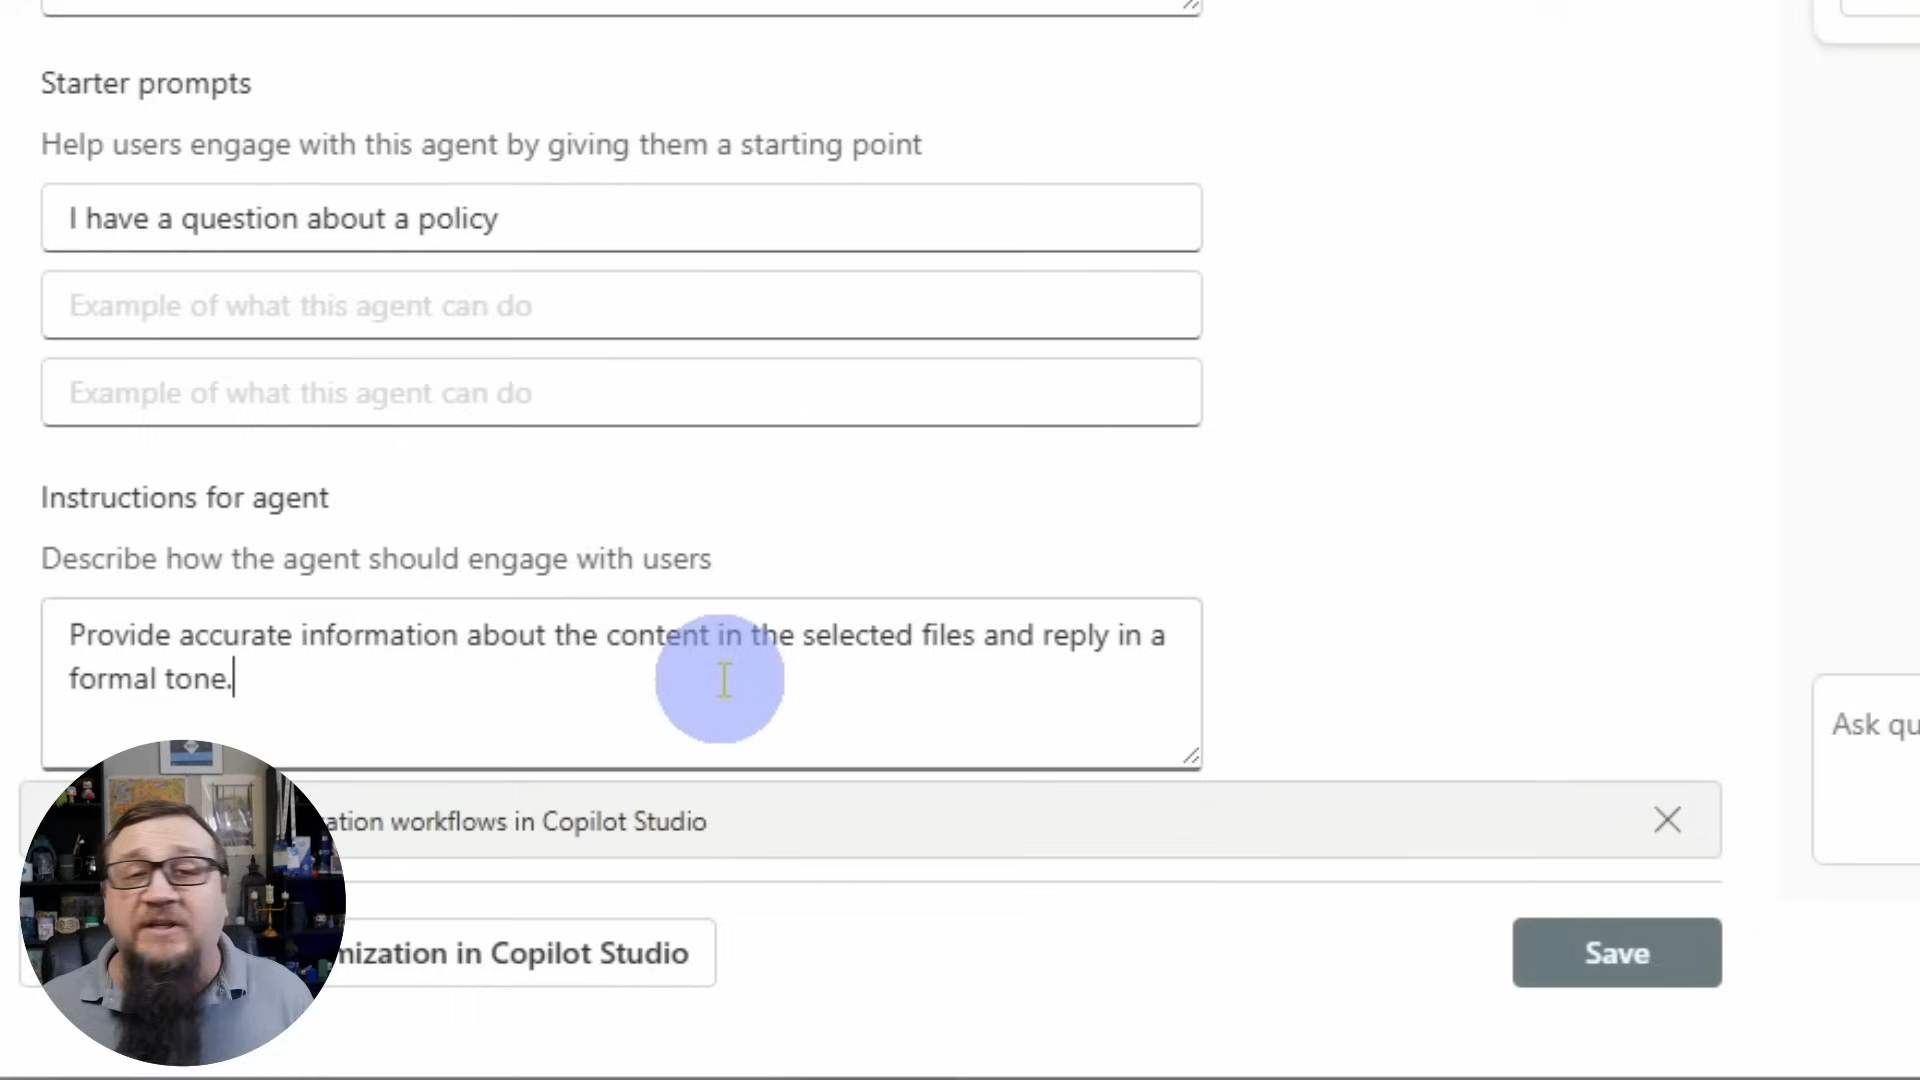 Starter prompts
Help users engage with this agent by giving them a starting point
I have a question about a policy
Example of what this agent can do
Example of what this agent can do
Instructions for agent
Describe how the agent should engage with users
Provide accurate information about the content in the selected files and reply in a
formal tone.
Ask qu
ation workflows in Copilot Studio
mization in Copilot Studio
Save